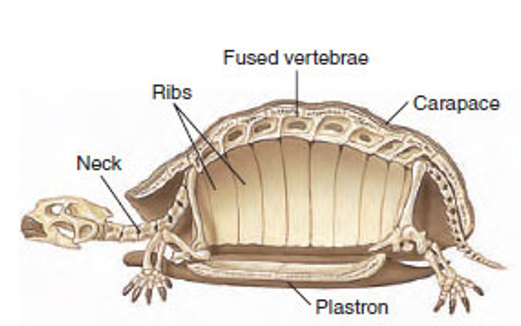 Fused vertebrae
Ribs
Carapace
Neck
Plastron